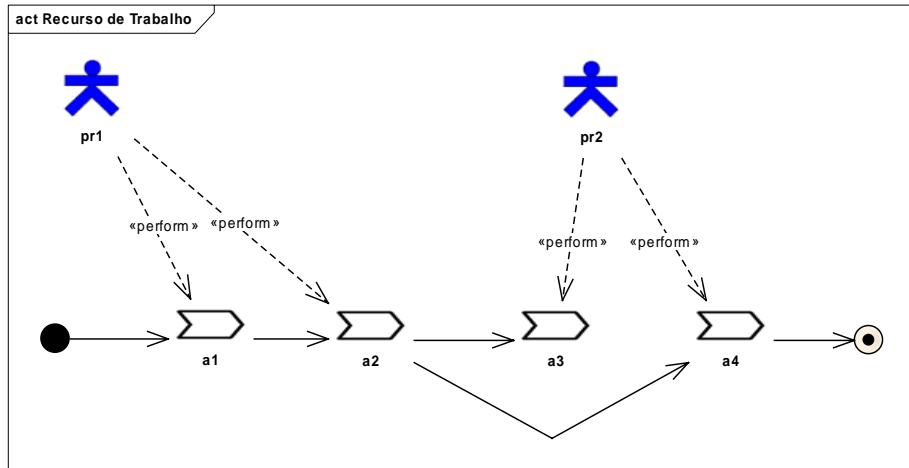 act Recurso de Trabalho
pr1
pr2
«perform»
«perform»
«perform»
«perform»
a1
a2
a3
a4